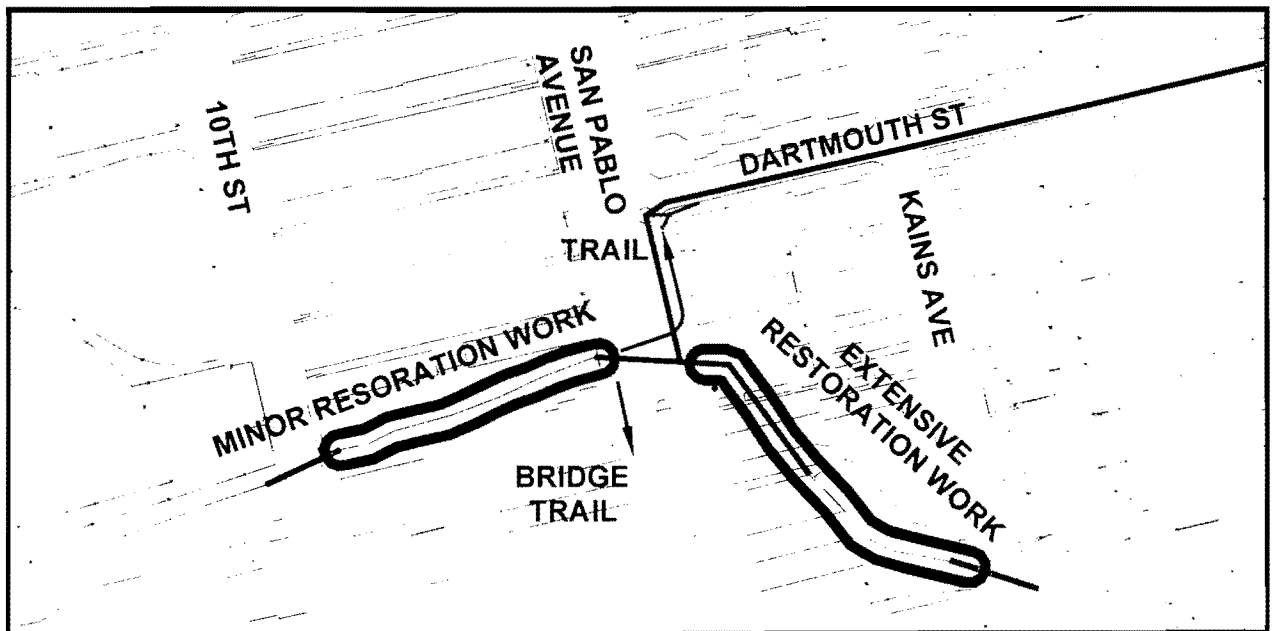 10TH ST
SAN PABLO
AVENUE
DARTMOUTH ST
KAINS AVE
TRAIL
MINOR RESORATION WORK
EXTENSIVE
RESTORATION WORK
BRIDGE
TRAIL